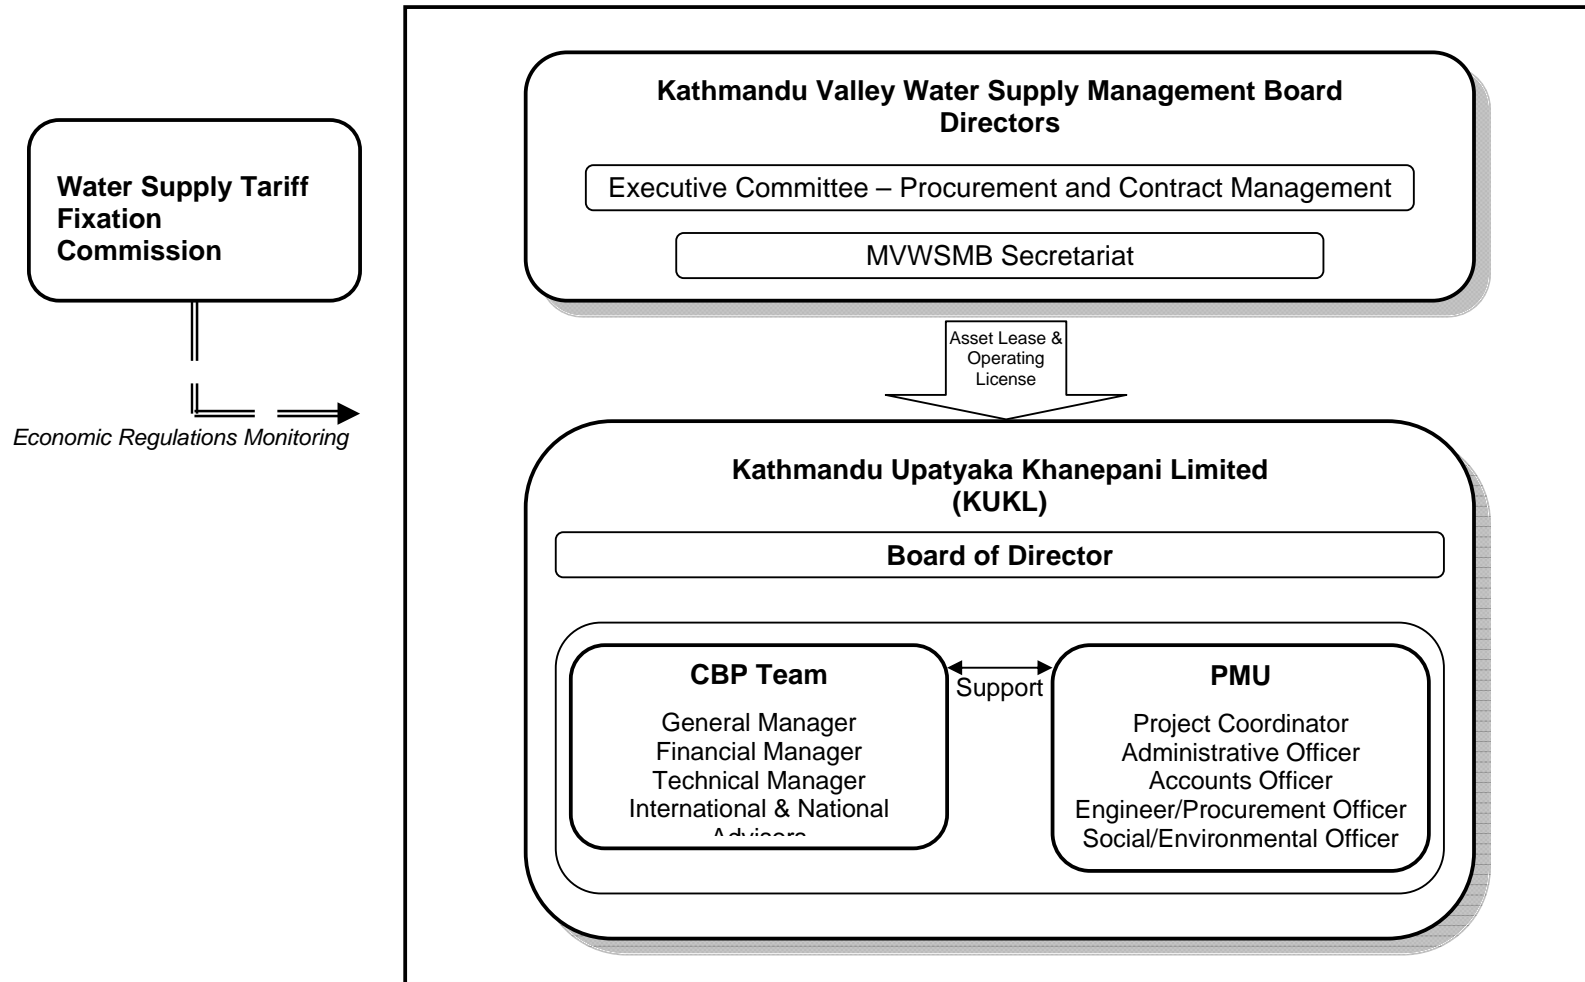 Water Supply Tariff
Fixation
Commission
Economic Regulations Monitoring
Kathmandu Valley Water Supply Management Board
Directors
Executive Committee – Procurement and Contract Management
MVWSMB Secretariat
Asset Lease &
Operating
License
Kathmandu Upatyaka Khanepani Limited
(KUKL)
Board of Director
CBP Team
General Manager
Financial Manager
Technical Manager
International & National
Advisors
Support
PMU
Project Coordinator
Administrative Officer
Accounts Officer
Engineer/Procurement Officer
Social/Environmental Officer